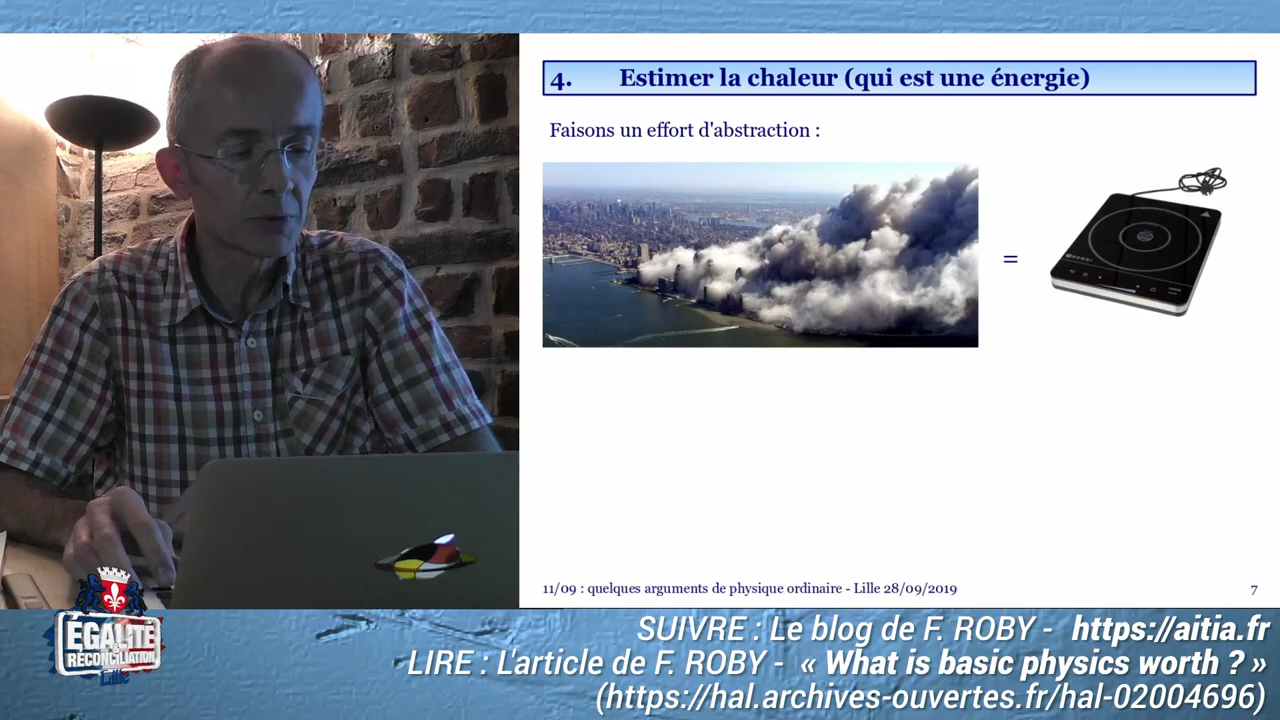 4. Estimer la chaleur (qui est une énergie)
Faisons un effort d'abstraction :
=
11/09 : quelques arguments de physique ordinaire - Lille 28/09/2019
7
ÉGALITÉ
&
RÉCONCILIATION
Lille
SUIVRE : Le blog de F. ROBY - https://aitia.fr
LIRE : L'article de F. ROBY - « What is basic physics worth ? »
(https://hal.archives-ouvertes.fr/hal-02004696)